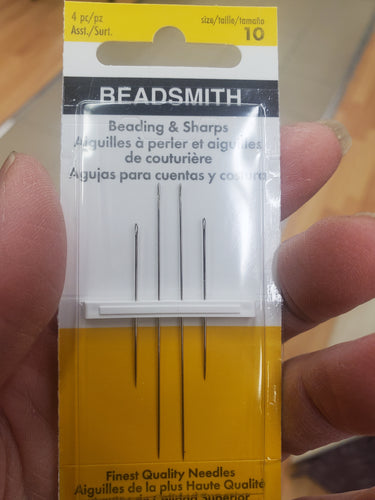 4 pc/pz
Asst./Surt.
size/taille/tamaño
10
BEADSMITH
Beading & Sharps
Aiguilles à perler et aiguilles
de couturière
Agujas para cuentas y costura
Finest Quality Needles
Aiguilles de la plus Haute Qualité
Superior